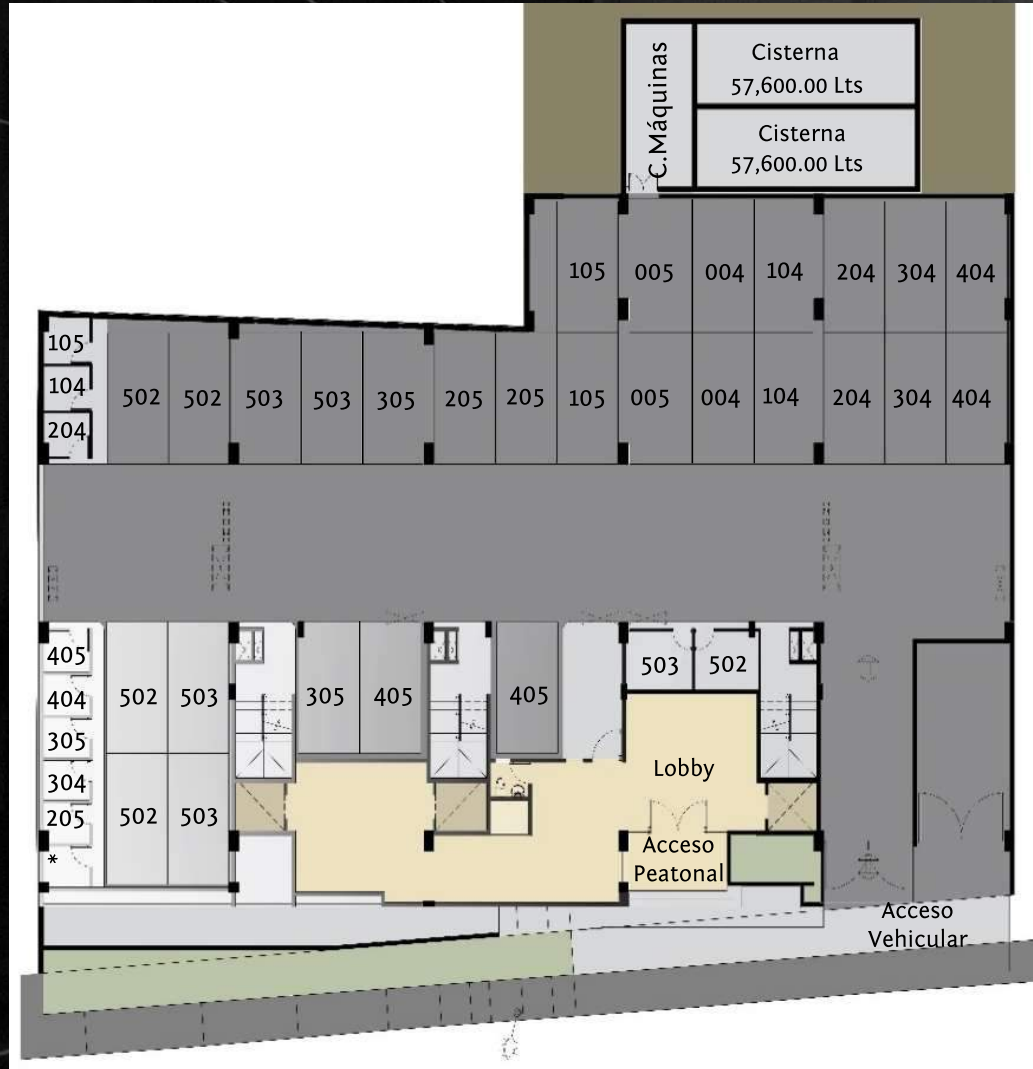 C.Máquinas
Cisterna
57,600.00 Lts
Cisterna
57,600.00 Lts
105 005 004 104 204 304 404
105
104
204
502 502 503 503 305 205 205 105 005 004 104 204 304 404
405
404
305
304
205
*
502 503
305 405
405
503 502
502 503
Lobby
Acceso
Peatonal
Acceso
Vehicular